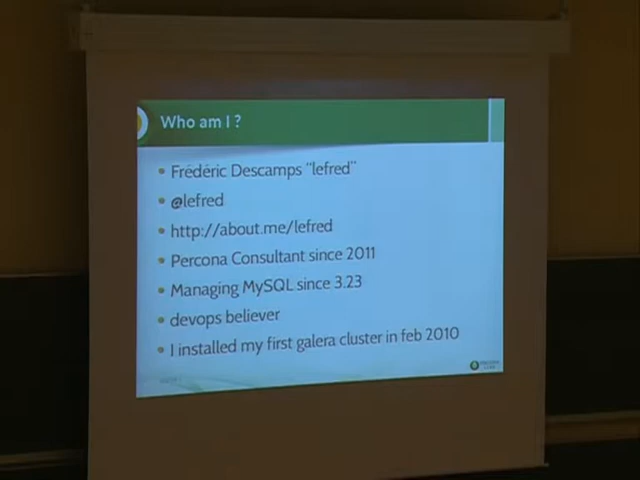 Who am I ?
Frédéric Descamps "lefred"
@lefred
http://about.me/lefred
Percona Consultant since 2011
Managing MySQL since 3.23
devops believer
I installed my first galera cluster in feb 2010